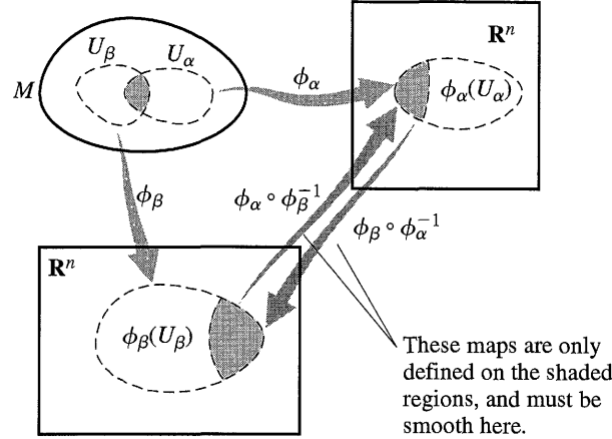 U_β U_α
M
ϕ_α
R^n
ϕ_α(U_α)
ϕ_β
ϕ_α ∘ ϕ_β^{-1}
ϕ_β ∘ ϕ_α^{-1}
R^n
ϕ_β(U_β)
These maps are only
defined on the shaded
regions, and must be
smooth here.